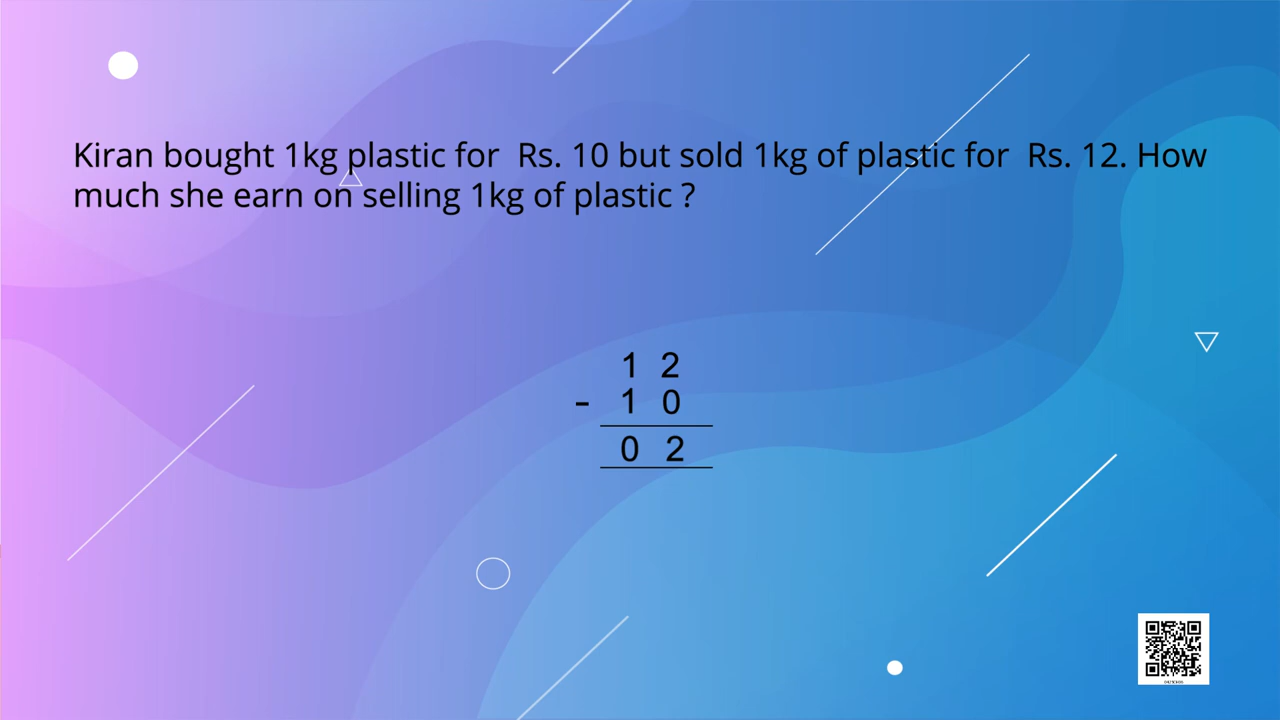 Kiran bought 1kg plastic for Rs. 10 but sold 1kg of plastic for Rs. 12. How
much she earn on selling 1kg of plastic ?
1 2
- 1 0
0 2